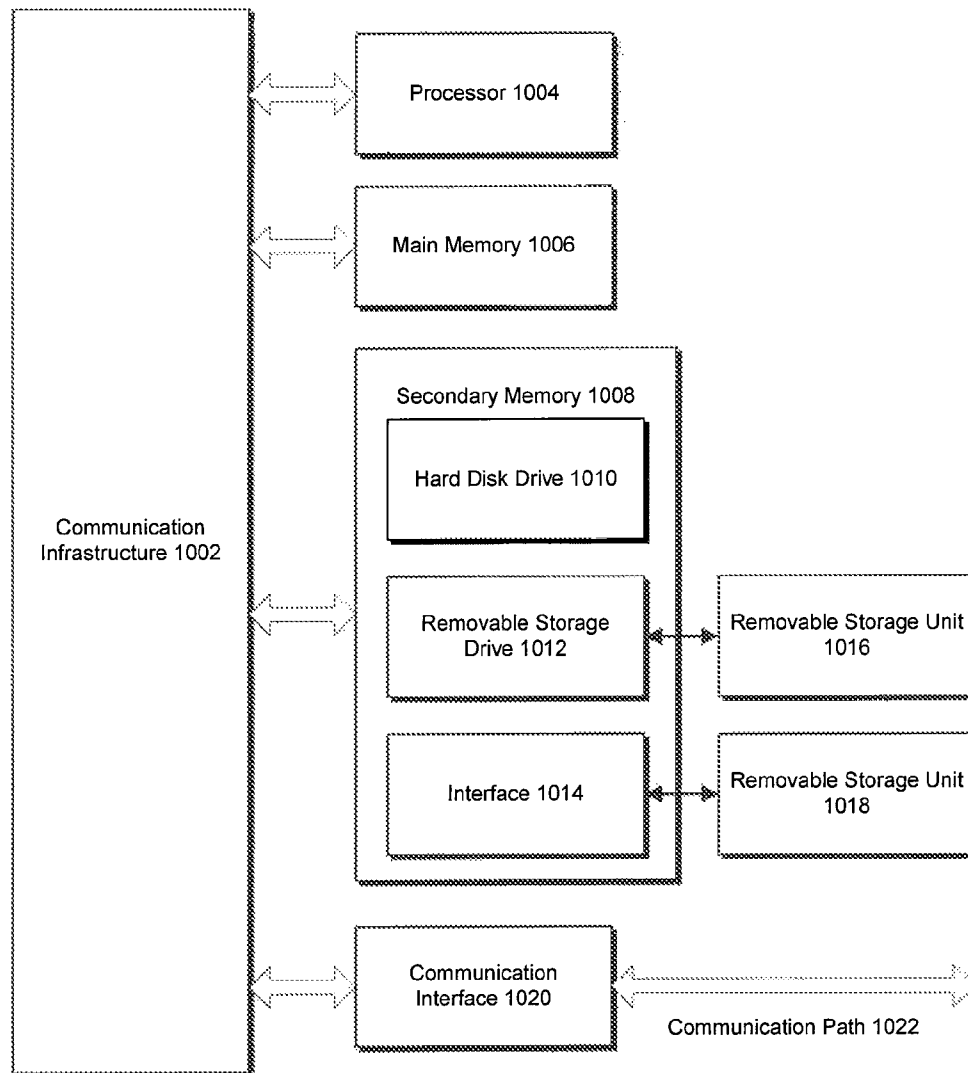 Processor 1004
Main Memory 1006
Secondary Memory 1008
Hard Disk Drive 1010
Communication
Infrastructure 1002
Removable Storage
Drive 1012
Removable Storage Unit
1016
Interface 1014
Removable Storage Unit
1018
Communication
Interface 1020
Communication Path 1022